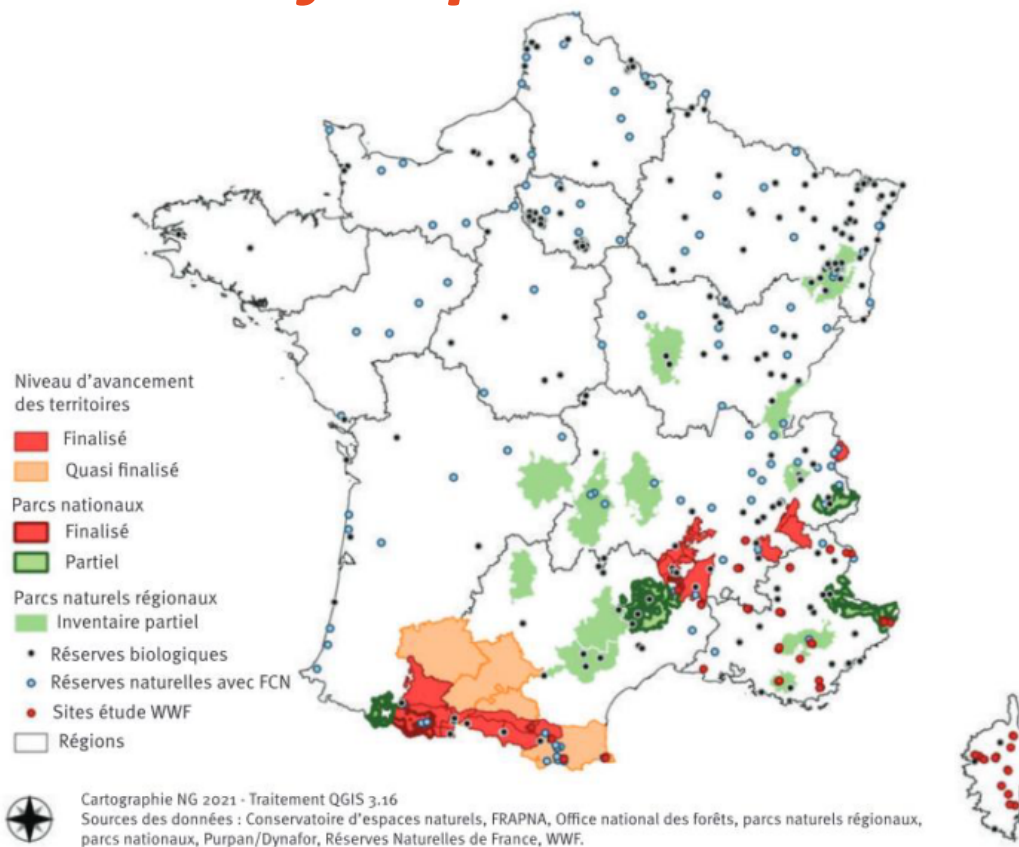 Niveau d'avancement
des territoires
Finalisé
Quasi finalisé
Parcs nationaux
Finalisé
Partiel
Parcs naturels régionaux
Inventaire partiel
Réserves biologiques
Réserves naturelles avec FCN
Sites étude WWF
Régions
Cartographie NG 2021 - Traitement QGIS 3.16
Sources des données : Conservatoire d'espaces naturels, FRAPNA, Office national des forêts, parcs naturels régionaux,
parcs nationaux, Purpan/Dynafor, Réserves Naturelles de France, WWF.